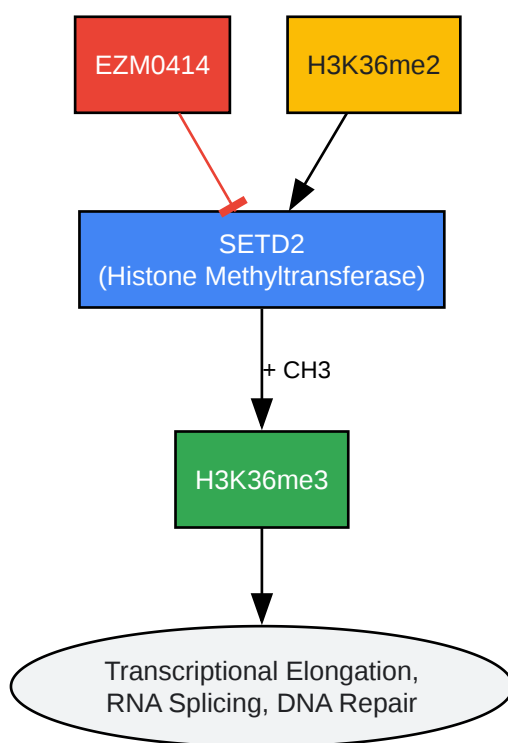 EZM0414
H3K36me2
SETD2
(Histone Methyltransferase)
+ CH3
H3K36me3
Transcriptional Elongation,
RNA Splicing, DNA Repair